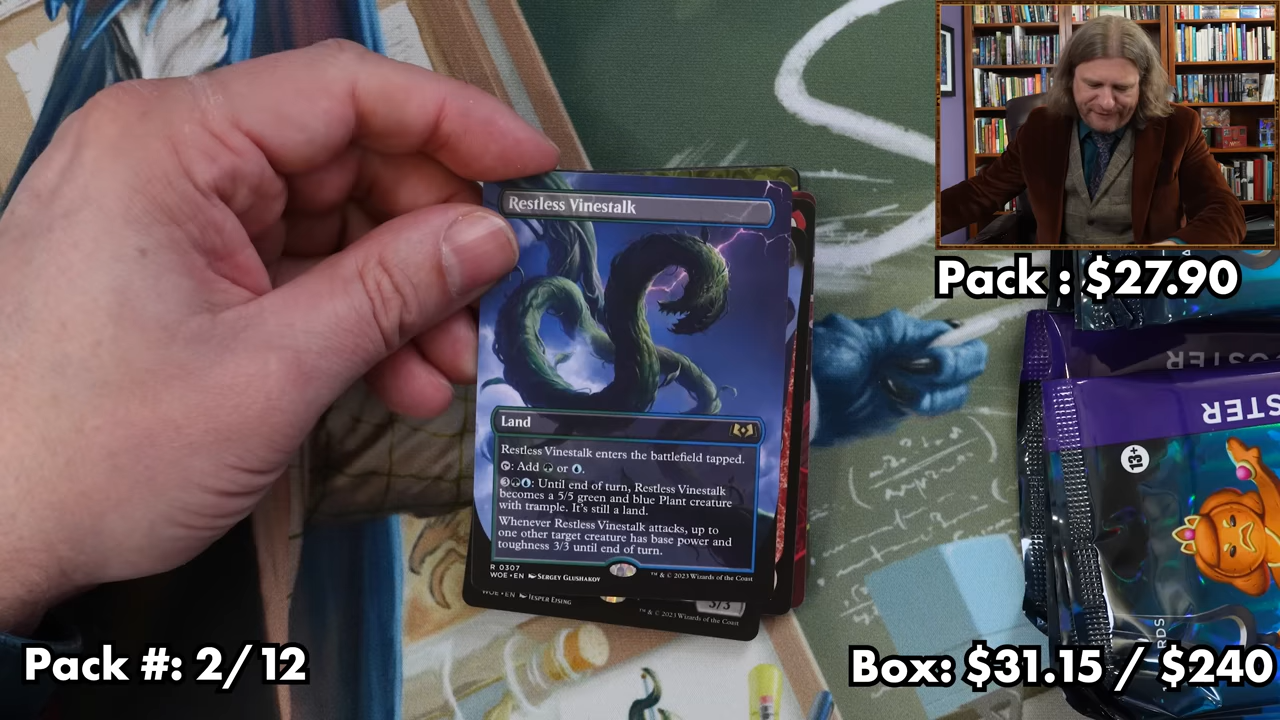 Restless Vinestalk
Land
Restless Vinestalk enters the battlefield tapped.
: Add or .
3: Until end of turn, Restless Vinestalk
becomes a 5/5 green and blue Plant creature
with trample. It's still a land.
Whenever Restless Vinestalk attacks, up to
one other target creature has base power and
toughness 3/3 until end of turn.
R 0307
WOE • EN Sergey Glushakov
™ & © 2023 Wizards of the Coast
WOE • EN Jesper Ejsing
3/3
™ & © 2023 Wizards of the Coast
Pack : $27.90
OSTER
STER
13+
RDS
Pack #: 2/12
Box: $31.15 / $240